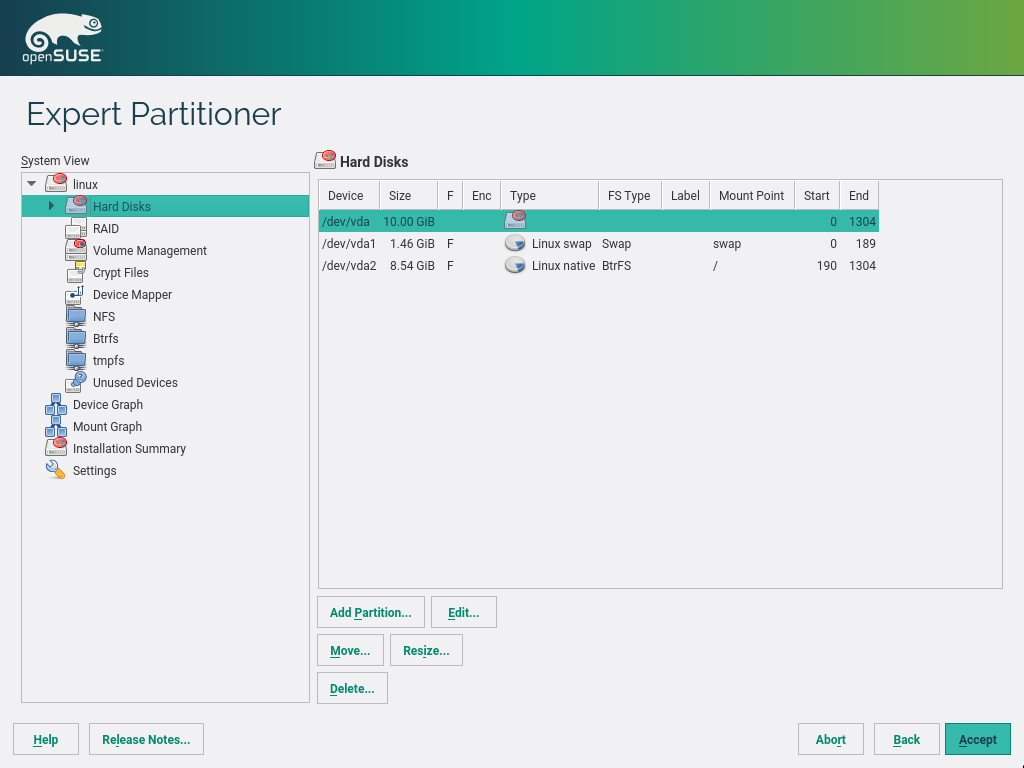 openSUSE
Expert Partitioner
System View
linux
Hard Disks
RAID
Volume Management
Crypt Files
Device Mapper
NFS
Btrfs
tmpfs
Unused Devices
Device Graph
Mount Graph
Installation Summary
Settings
Hard Disks
Device Size F Enc Type FS Type Label Mount Point Start End
/dev/vda 10.00 GiB 0 1304
/dev/vda1 1.46 GiB F Linux swap Swap swap 0 189
/dev/vda2 8.54 GiB F Linux native BtrFS / 190 1304
Add Partition... Edit...
Move... Resize...
Delete...
Help Release Notes... Abort Back Accept